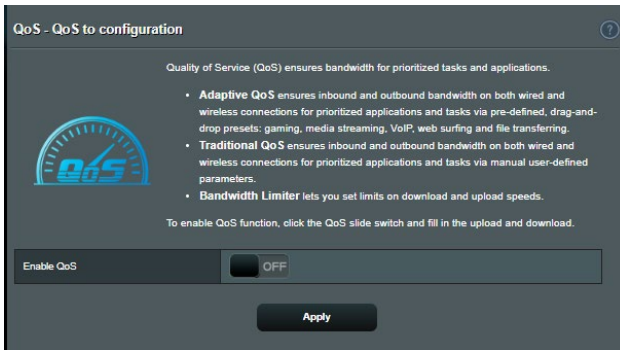 QoS - QoS to configuration
?
Quality of Service (QoS) ensures bandwidth for prioritized tasks and applications.
• Adaptive QoS ensures inbound and outbound bandwidth on both wired and
wireless connections for prioritized applications and tasks via pre-defined, drag-and-
drop presets: gaming, media streaming, VoIP, web surfing and file transferring.
• Traditional QoS ensures inbound and outbound bandwidth on both wired and
wireless connections for prioritized applications and tasks via manual user-defined
parameters.
• Bandwidth Limiter lets you set limits on download and upload speeds.
QoS
To enable QoS function, click the QoS slide switch and fill in the upload and download.
Enable QoS
OFF
Apply